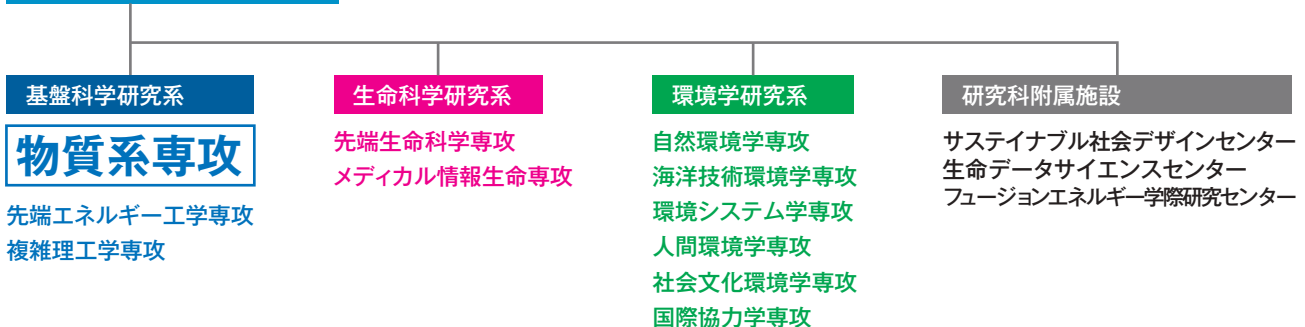 基盤科学研究系
物質系専攻
先端エネルギー工学専攻
複雑理工学専攻
生命科学研究系
先端生命科学専攻
メディカル情報生命専攻
環境学研究系
自然環境学専攻
海洋技術環境学専攻
環境システム学専攻
人間環境学専攻
社会文化環境学専攻
国際協力学専攻
研究科附属施設
サステイナブル社会デザインセンター
生命データサイエンスセンター
フュージョンエネルギー学際研究センター